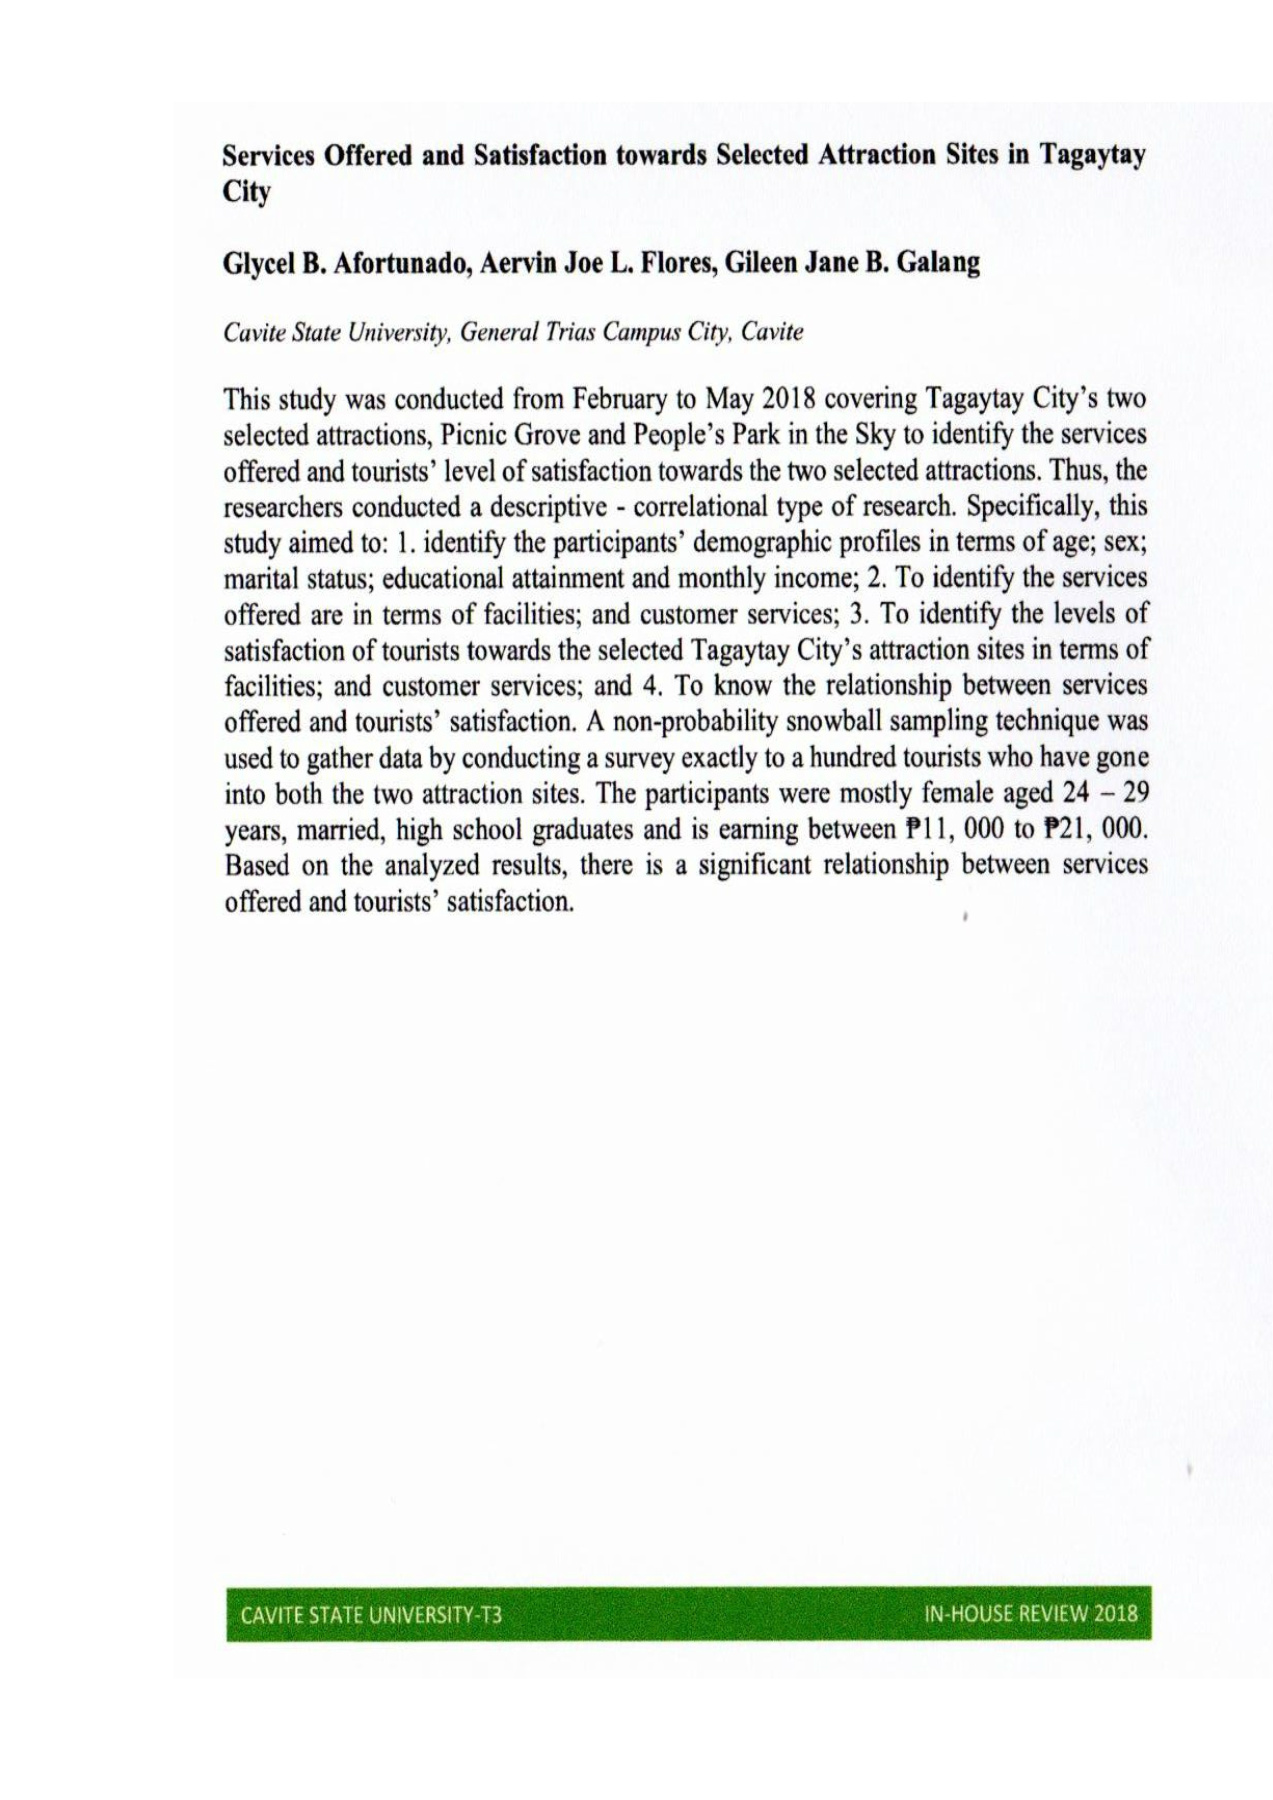 Services Offered and Satisfaction towards Selected Attraction Sites in Tagaytay
City
Glycel B. Afortunado, Aervin Joe L. Flores, Gileen Jane B. Galang
Cavite State University, General Trias Campus City, Cavite
This study was conducted from February to May 2018 covering Tagaytay City’s two
selected attractions, Picnic Grove and People’s Park in the Sky to identify the services
offered and tourists’ level of satisfaction towards the two selected attractions. Thus, the
researchers conducted a descriptive - correlational type of research. Specifically, this
study aimed to: 1. identify the participants’ demographic profiles in terms of age; sex;
marital status; educational attainment and monthly income; 2. To identify the services
offered are in terms of facilities; and customer services; 3. To identify the levels of
satisfaction of tourists towards the selected Tagaytay City’s attraction sites in terms of
facilities; and customer services; and 4. To know the relationship between services
offered and tourists’ satisfaction. A non-probability snowball sampling technique was
used to gather data by conducting a survey exactly to a hundred tourists who have gone
into both the two attraction sites. The participants were mostly female aged 24 – 29
years, married, high school graduates and is earning between ₱11, 000 to ₱21, 000.
Based on the analyzed results, there is a significant relationship between services
offered and tourists’ satisfaction.
CAVITE STATE UNIVERSITY-T3 IN-HOUSE REVIEW 2018